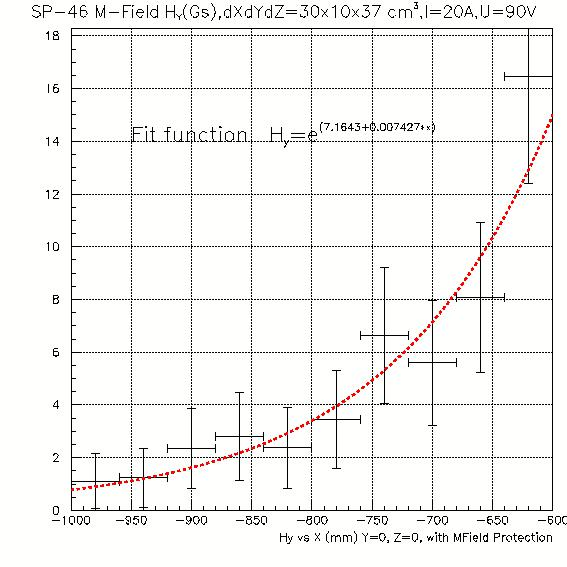 SP-46 M-Field Hy(Gs),dXdYdZ=30x10x37 cm³,I=20A,U=90V
18
16
Fit function Hy=e(7.1643+0.007427**x)
14
12
10
8
6
4
2
0
-1000 -950 -900 -850 -800 -750 -700 -650 -600
Hy vs X (mm) Y=0, Z=0, with MField Protection